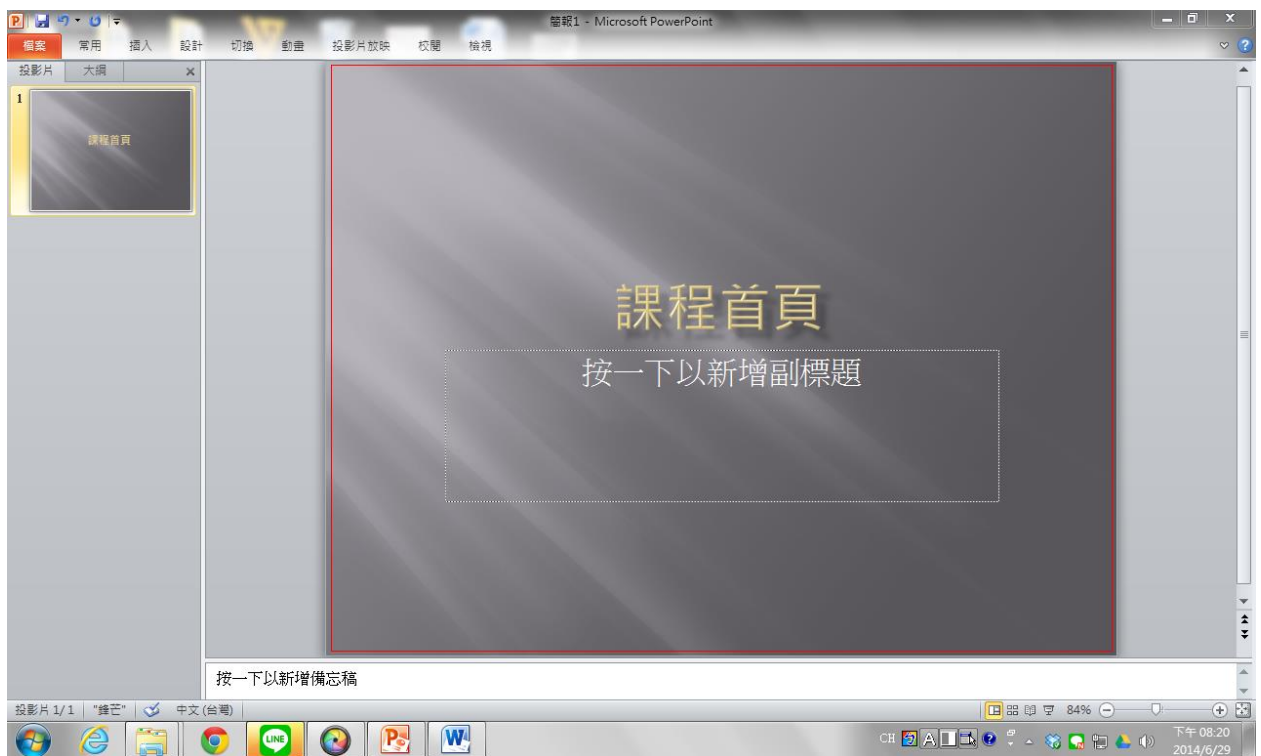 簡報1 - Microsoft PowerPoint
檔案 常用 插入 設計 切換 動畫 投影片放映 校閱 檢視
投影片 大綱
1
課程首頁
課程首頁
按一下以新增副標題
按一下以新增備忘稿
投影片 1/1 "鋒芒" 中文(台灣) 84%
LINE
CH A
下午 08:20
2014/6/29